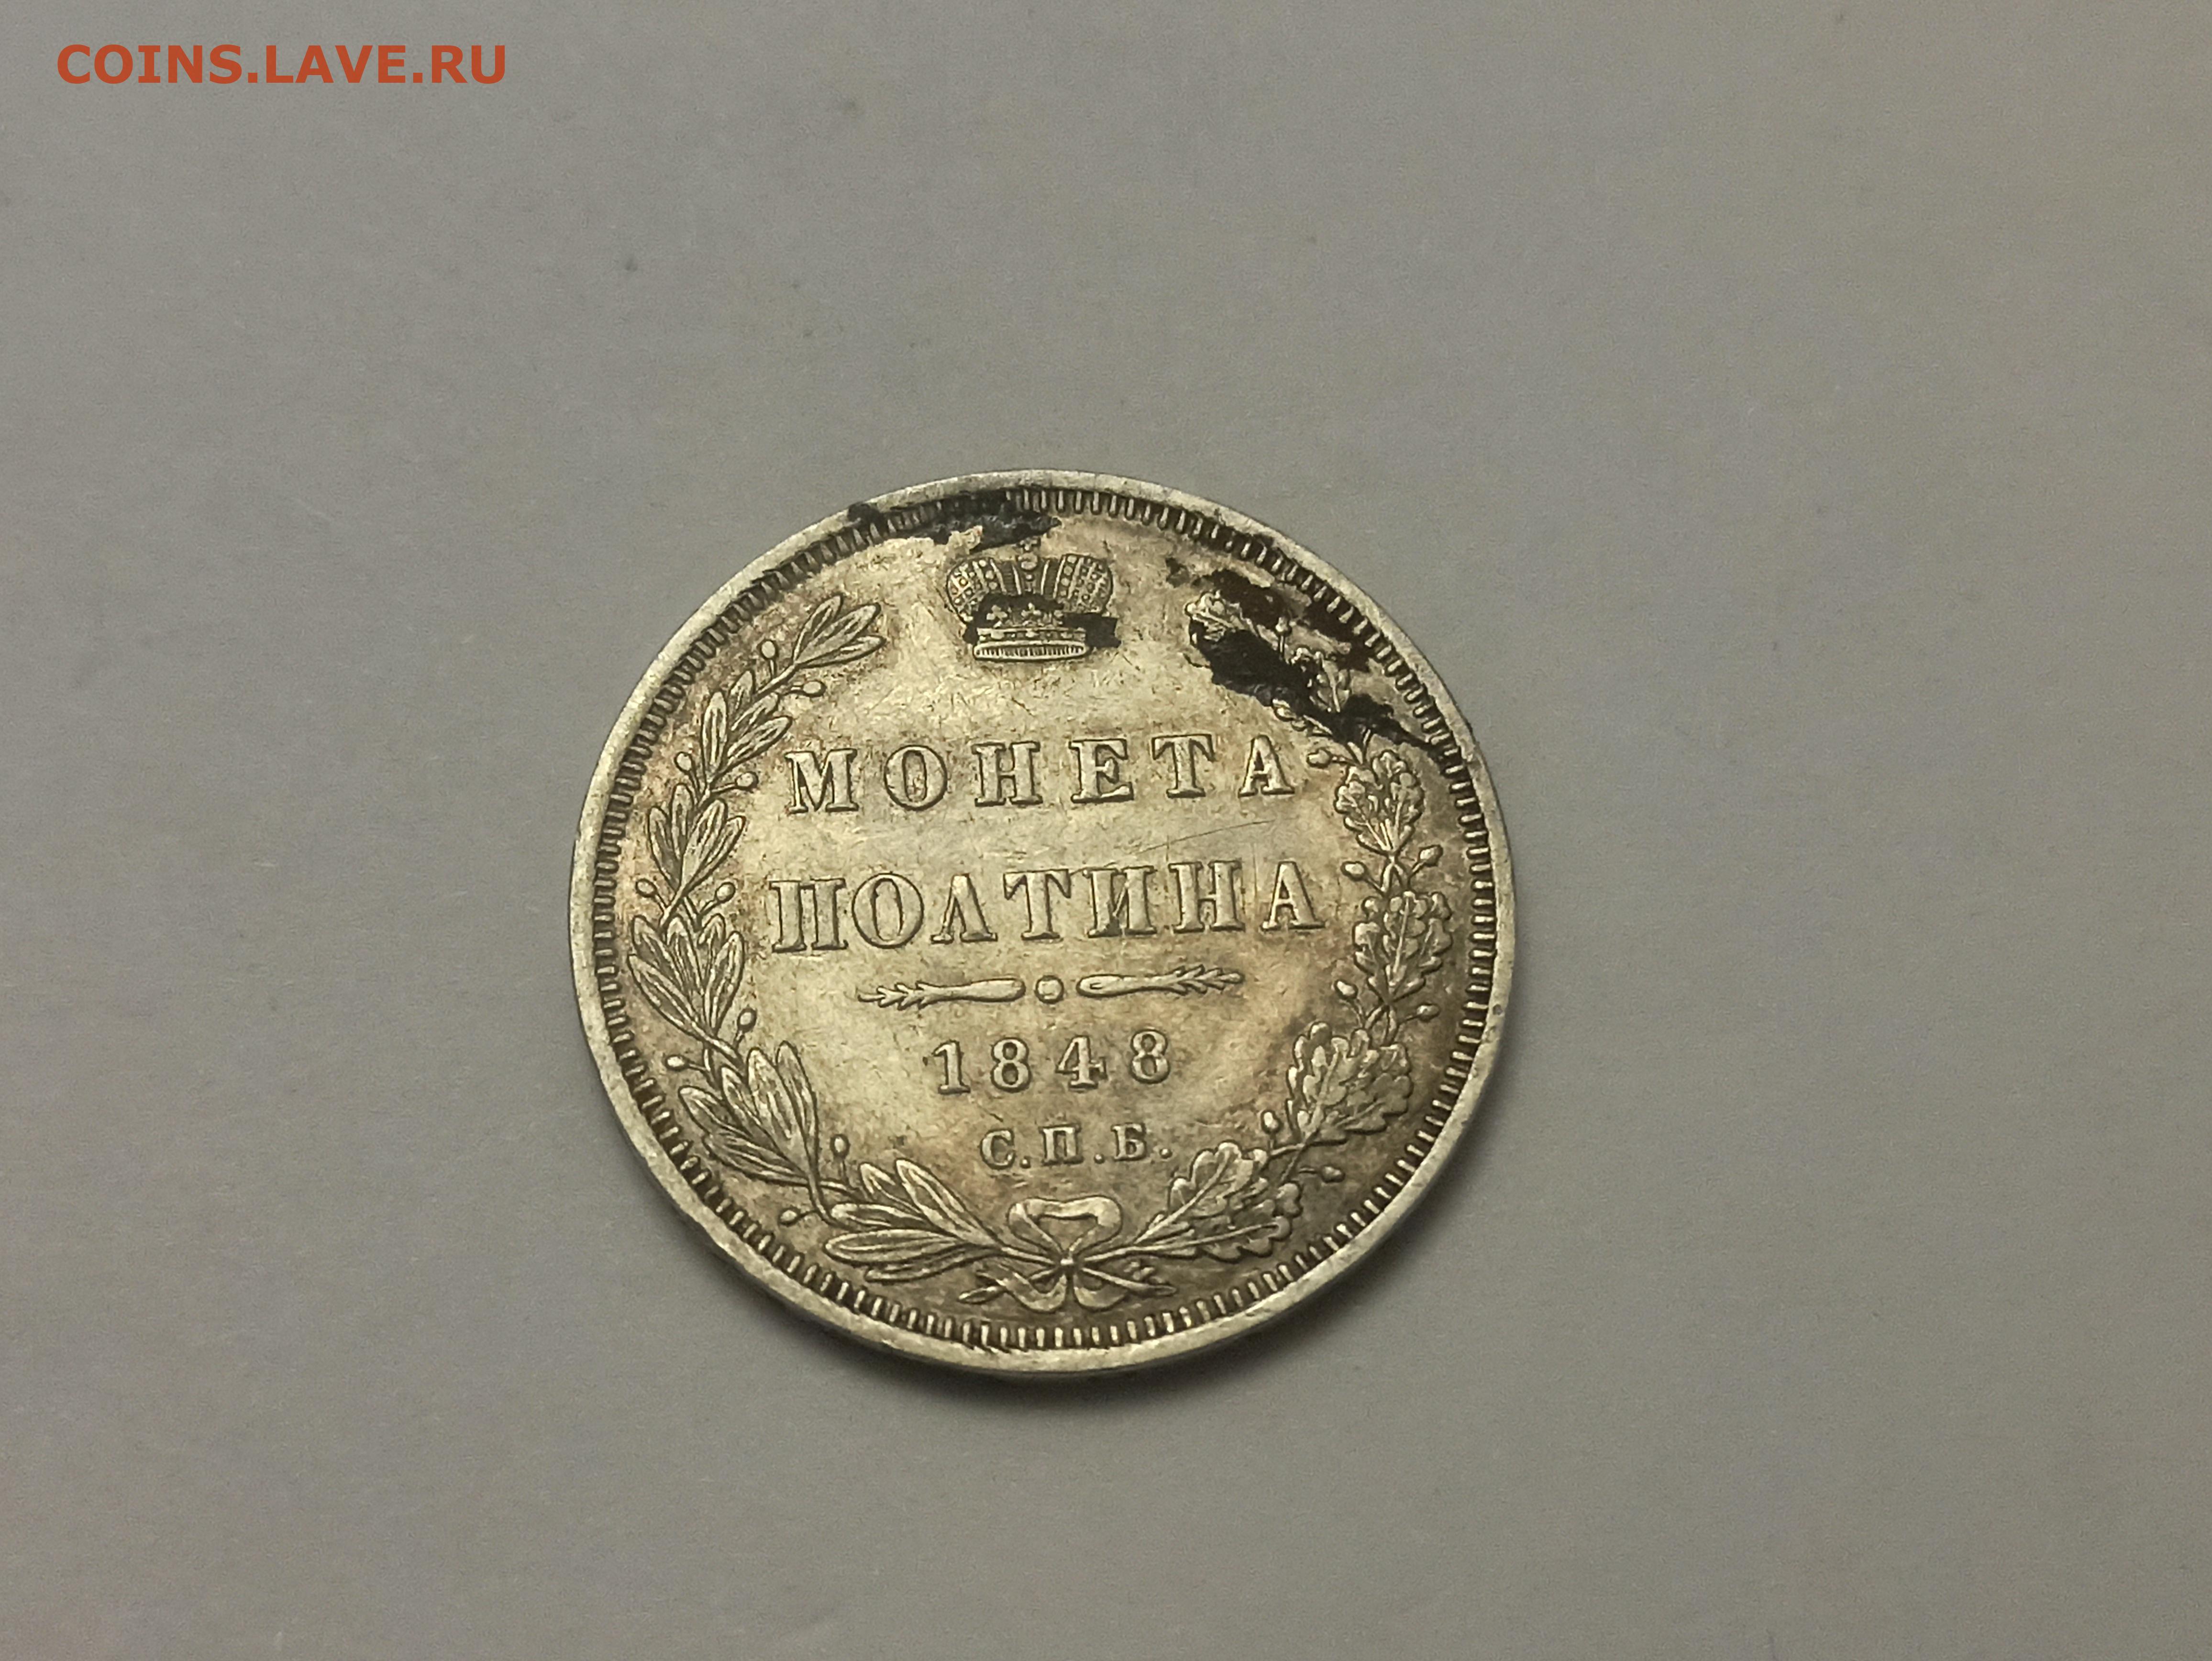 COINS.LAVE.RU
МОНЕТА
ПОЛТИНА
1848
С.П.Б.